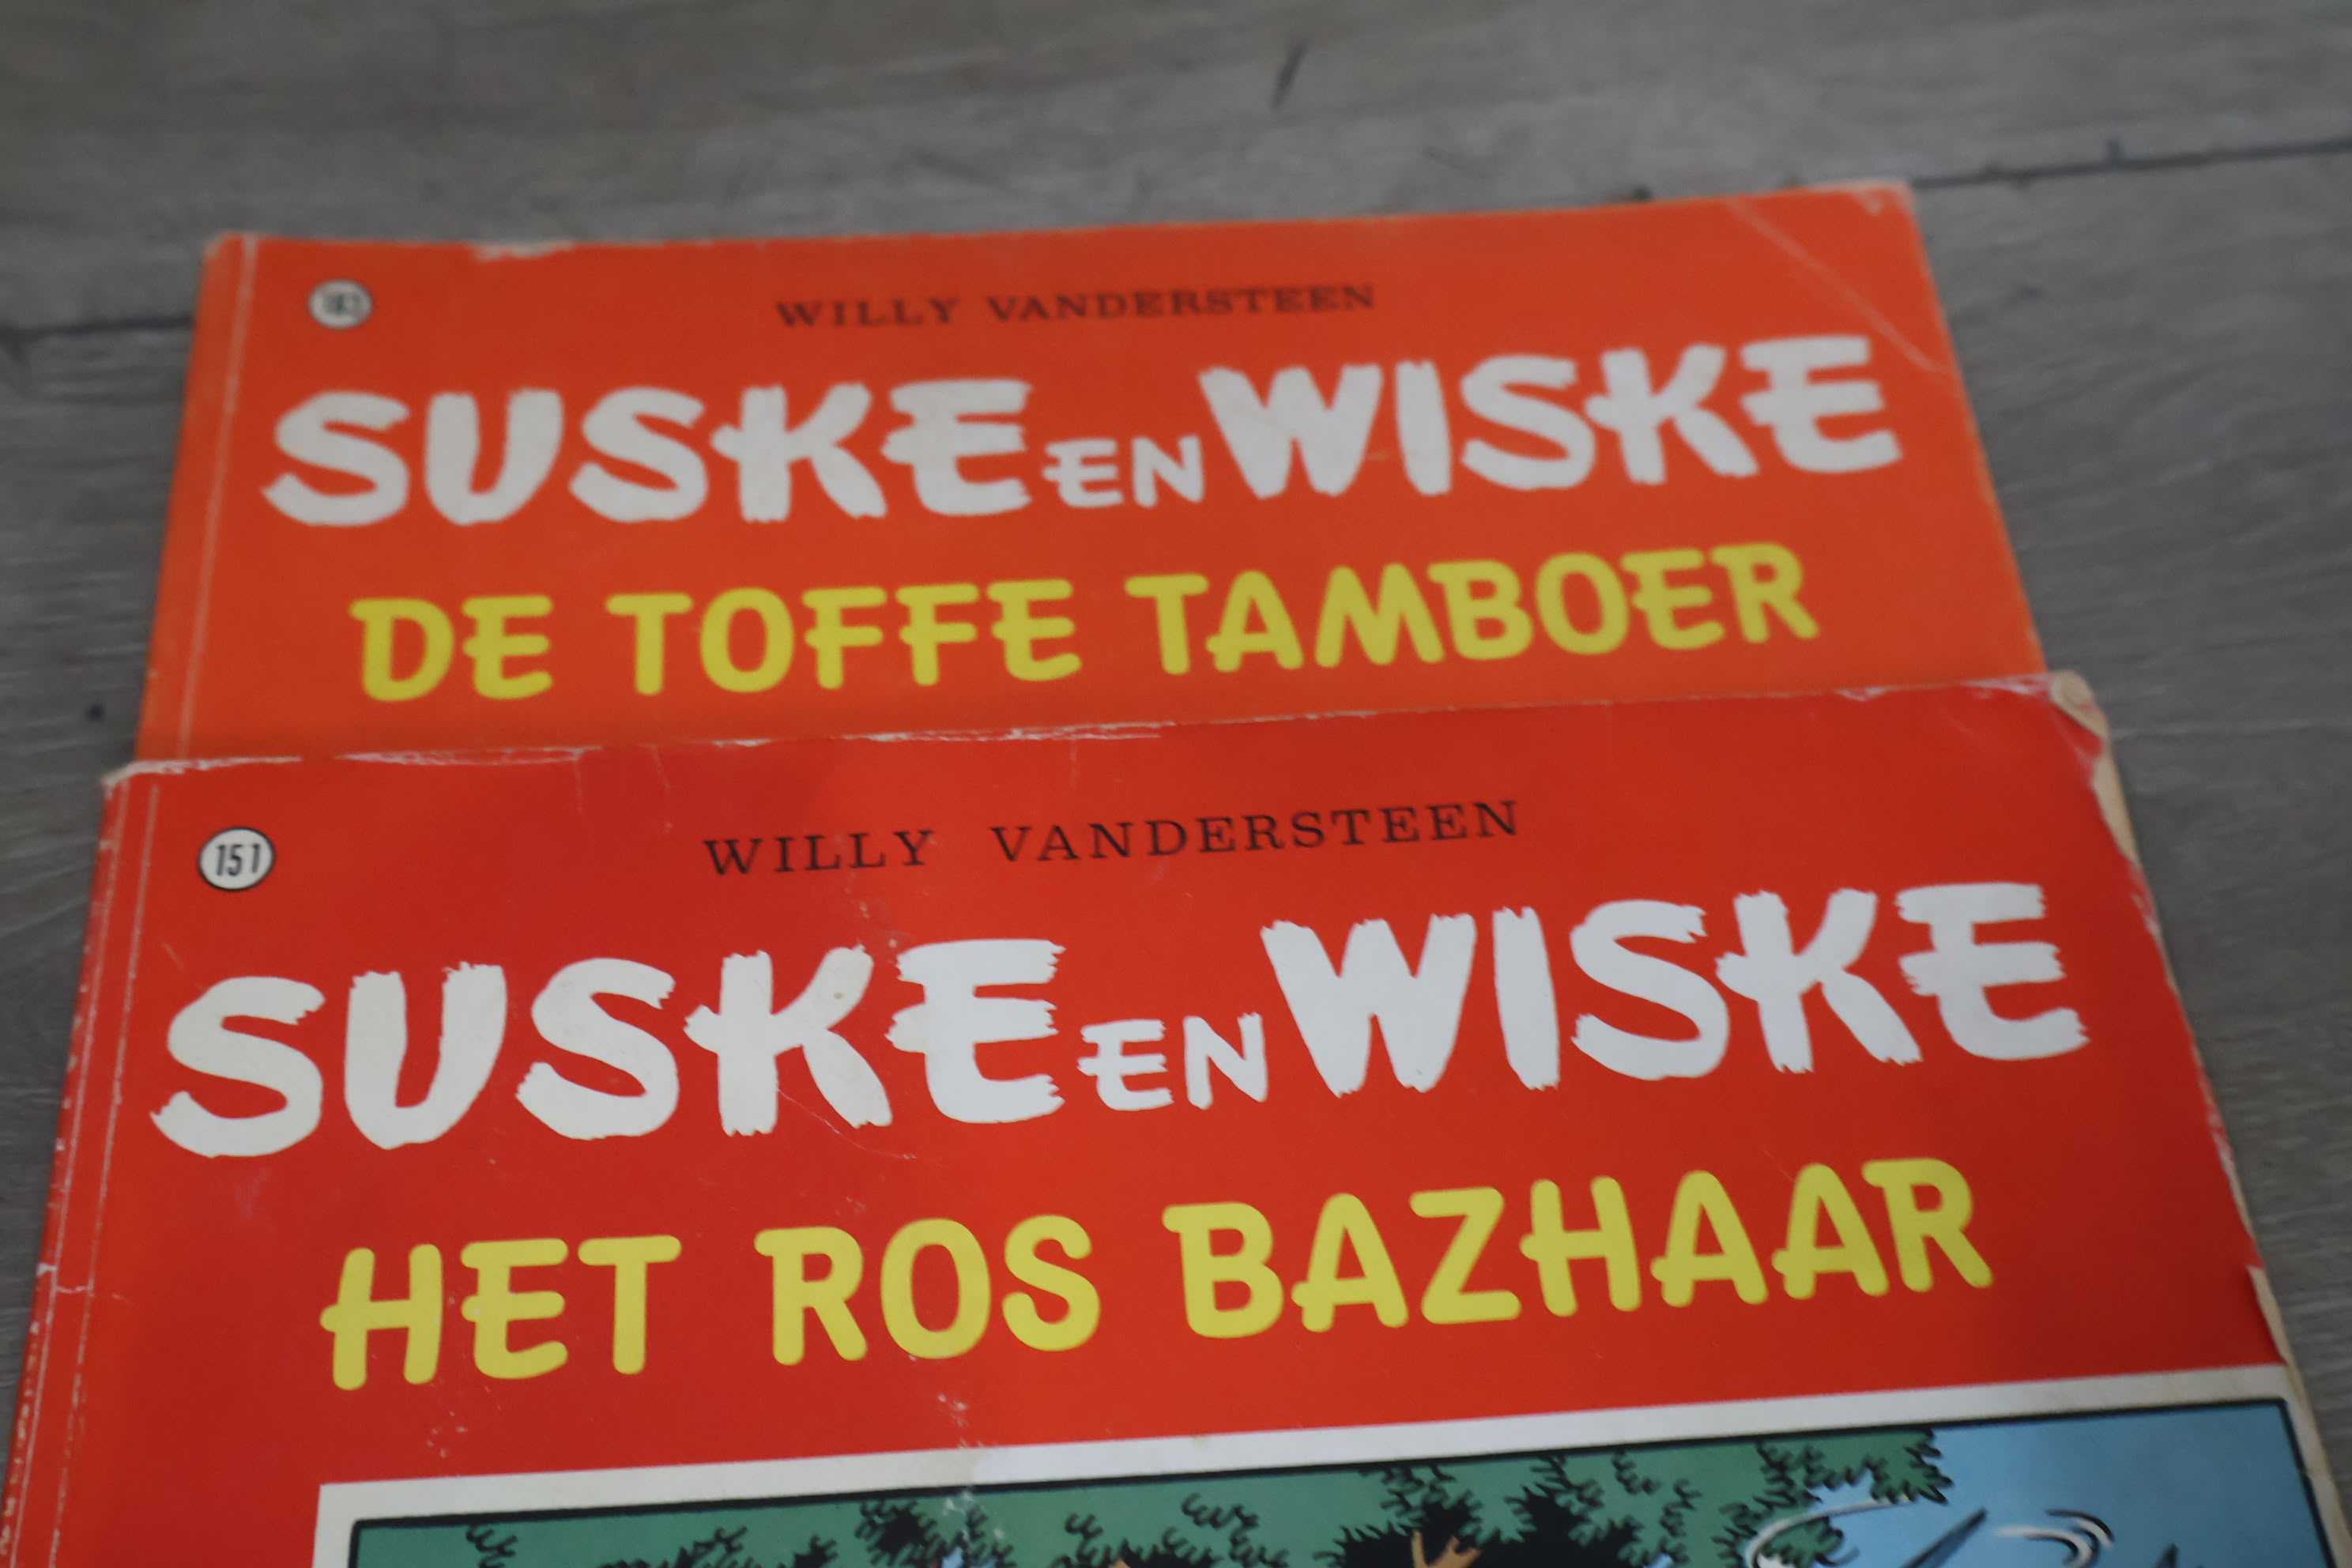 WILLY VANDERSTEEN
SUSKE EN WISKE
DE TOFFE TAMBOER
151
WILLY VANDERSTEEN
SUSKE EN WISKE
HET ROS BAZHAAR